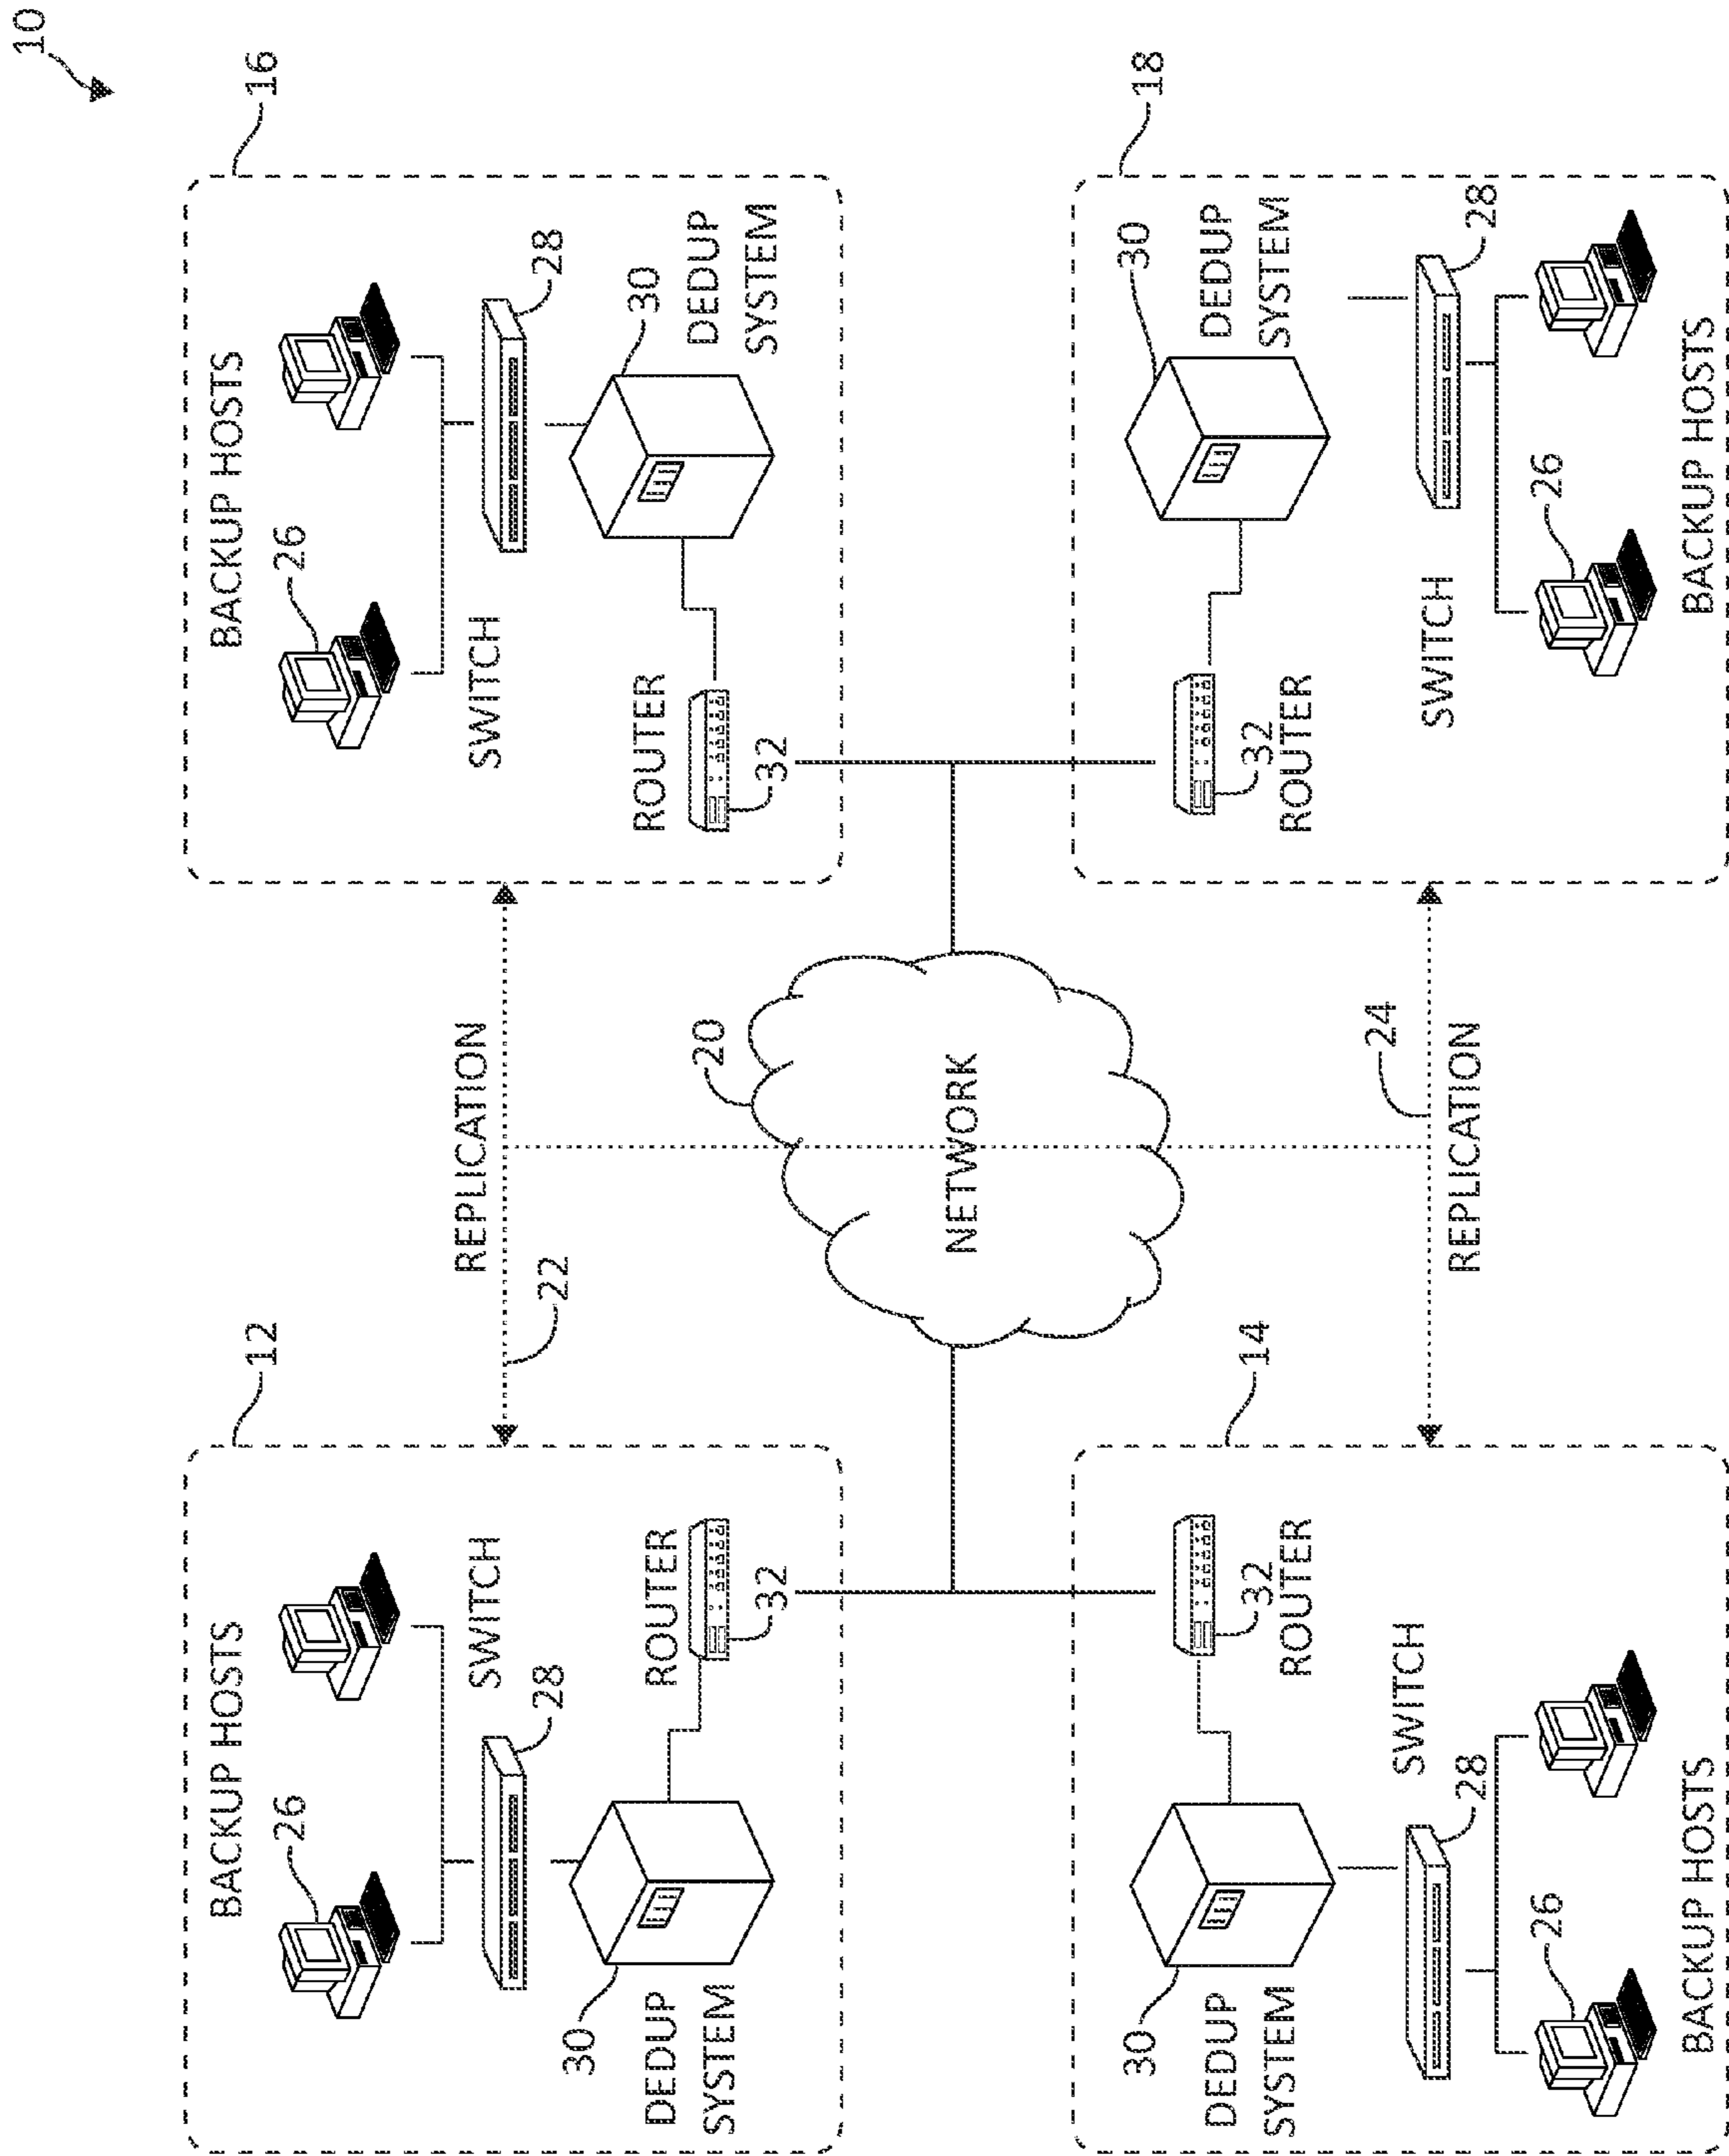 10
12
BACKUP HOSTS
26
SWITCH
28
30
DEDUP
SYSTEM
ROUTER
32
REPLICATION
22
16
BACKUP HOSTS
26
SWITCH
28
30
DEDUP
SYSTEM
ROUTER
32
20
NETWORK
14
30
DEDUP
SYSTEM
32
ROUTER
SWITCH
28
26
BACKUP HOSTS
24
REPLICATION
18
30
DEDUP
SYSTEM
32
ROUTER
SWITCH
28
26
BACKUP HOSTS